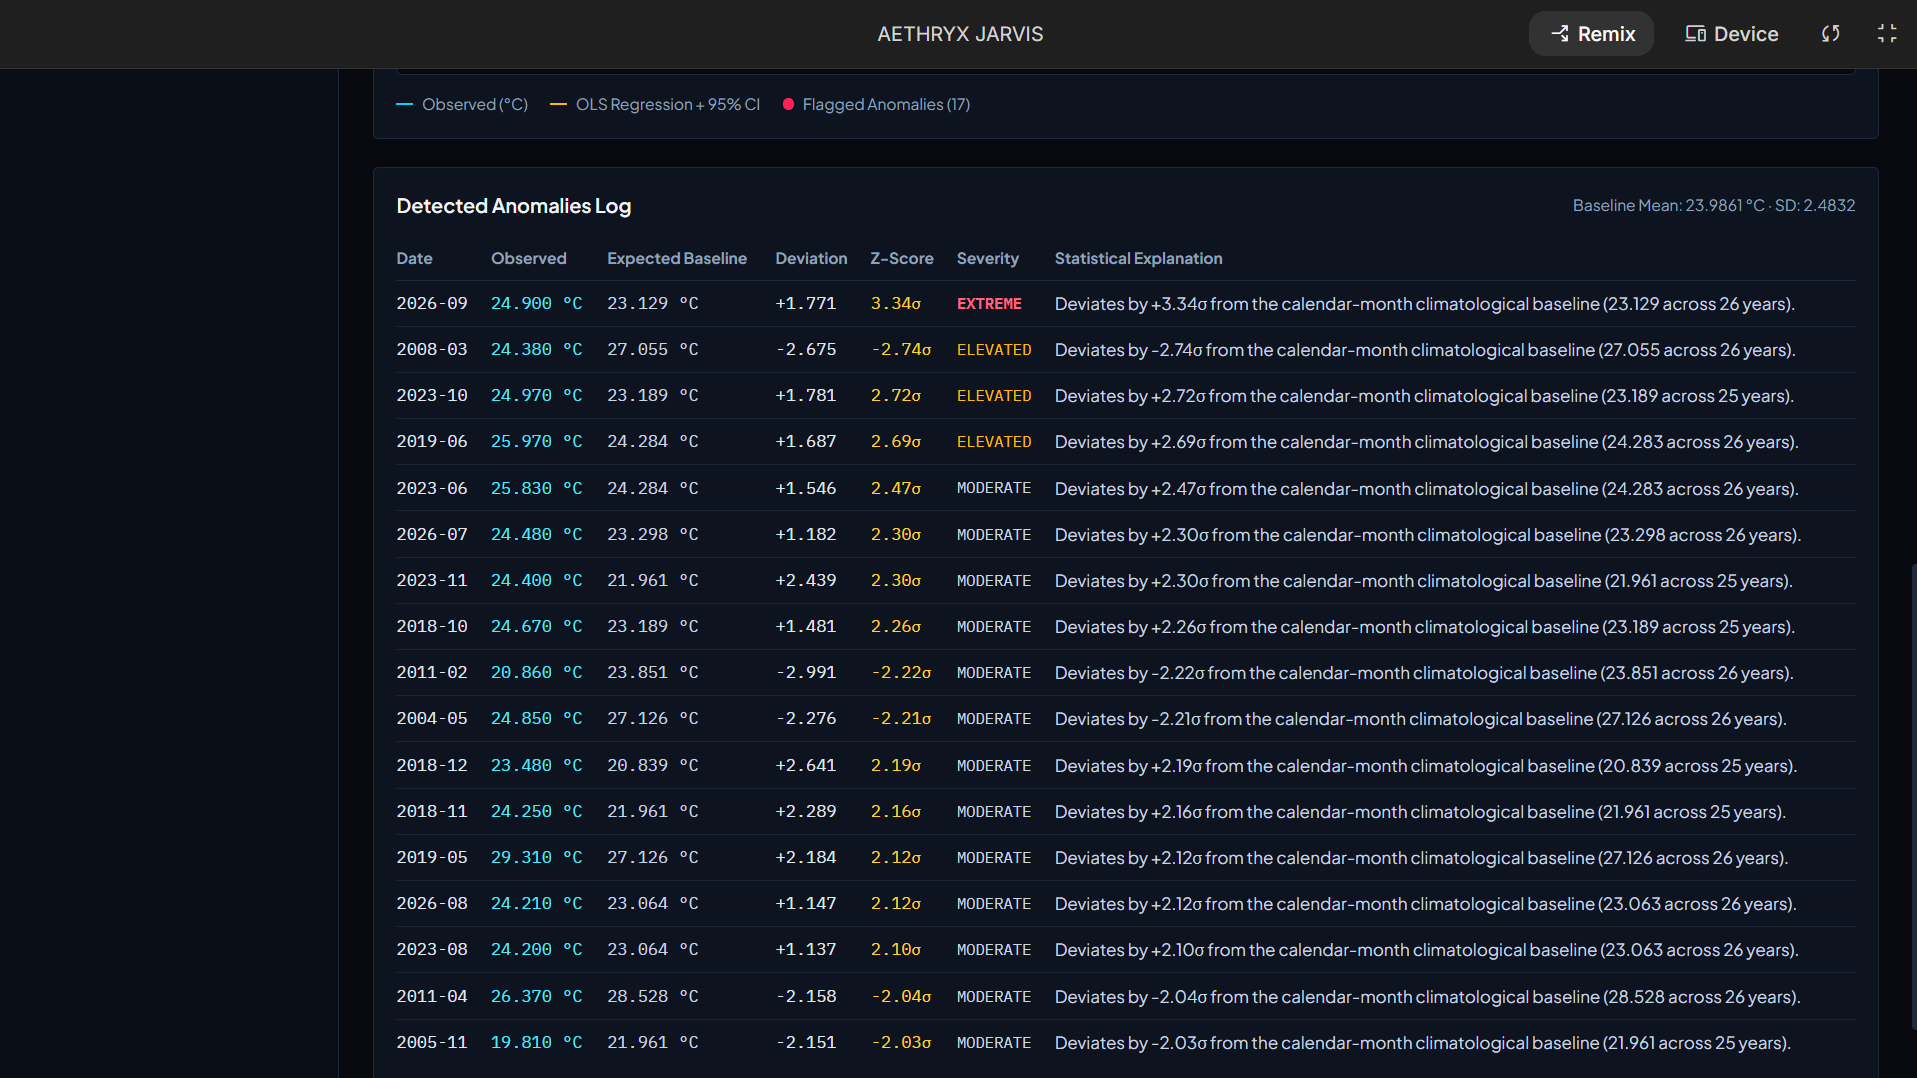 AETHRYX JARVIS
Remix
Device
Observed (°C)
OLS Regression + 95% CI
Flagged Anomalies (17)
Detected Anomalies Log
Baseline Mean: 23.9861 °C · SD: 2.4832
Date Observed Expected Baseline Deviation Z-Score Severity Statistical Explanation
2026-09 24.900 °C 23.129 °C +1.771 3.34σ EXTREME Deviates by +3.34σ from the calendar-month climatological baseline (23.129 across 26 years).
2008-03 24.380 °C 27.055 °C -2.675 -2.74σ ELEVATED Deviates by -2.74σ from the calendar-month climatological baseline (27.055 across 26 years).
2023-10 24.970 °C 23.189 °C +1.781 2.72σ ELEVATED Deviates by +2.72σ from the calendar-month climatological baseline (23.189 across 25 years).
2019-06 25.970 °C 24.284 °C +1.687 2.69σ ELEVATED Deviates by +2.69σ from the calendar-month climatological baseline (24.283 across 26 years).
2023-06 25.830 °C 24.284 °C +1.546 2.47σ MODERATE Deviates by +2.47σ from the calendar-month climatological baseline (24.283 across 26 years).
2026-07 24.480 °C 23.298 °C +1.182 2.30σ MODERATE Deviates by +2.30σ from the calendar-month climatological baseline (23.298 across 26 years).
2023-11 24.400 °C 21.961 °C +2.439 2.30σ MODERATE Deviates by +2.30σ from the calendar-month climatological baseline (21.961 across 25 years).
2018-10 24.670 °C 23.189 °C +1.481 2.26σ MODERATE Deviates by +2.26σ from the calendar-month climatological baseline (23.189 across 25 years).
2011-02 20.860 °C 23.851 °C -2.991 -2.22σ MODERATE Deviates by -2.22σ from the calendar-month climatological baseline (23.851 across 26 years).
2004-05 24.850 °C 27.126 °C -2.276 -2.21σ MODERATE Deviates by -2.21σ from the calendar-month climatological baseline (27.126 across 26 years).
2018-12 23.480 °C 20.839 °C +2.641 2.19σ MODERATE Deviates by +2.19σ from the calendar-month climatological baseline (20.839 across 25 years).
2018-11 24.250 °C 21.961 °C +2.289 2.16σ MODERATE Deviates by +2.16σ from the calendar-month climatological baseline (21.961 across 25 years).
2019-05 29.310 °C 27.126 °C +2.184 2.12σ MODERATE Deviates by +2.12σ from the calendar-month climatological baseline (27.126 across 26 years).
2026-08 24.210 °C 23.064 °C +1.147 2.12σ MODERATE Deviates by +2.12σ from the calendar-month climatological baseline (23.063 across 26 years).
2023-08 24.200 °C 23.064 °C +1.137 2.10σ MODERATE Deviates by +2.10σ from the calendar-month climatological baseline (23.063 across 26 years).
2011-04 26.370 °C 28.528 °C -2.158 -2.04σ MODERATE Deviates by -2.04σ from the calendar-month climatological baseline (28.528 across 26 years).
2005-11 19.810 °C 21.961 °C -2.151 -2.03σ MODERATE Deviates by -2.03σ from the calendar-month climatological baseline (21.961 across 25 years).